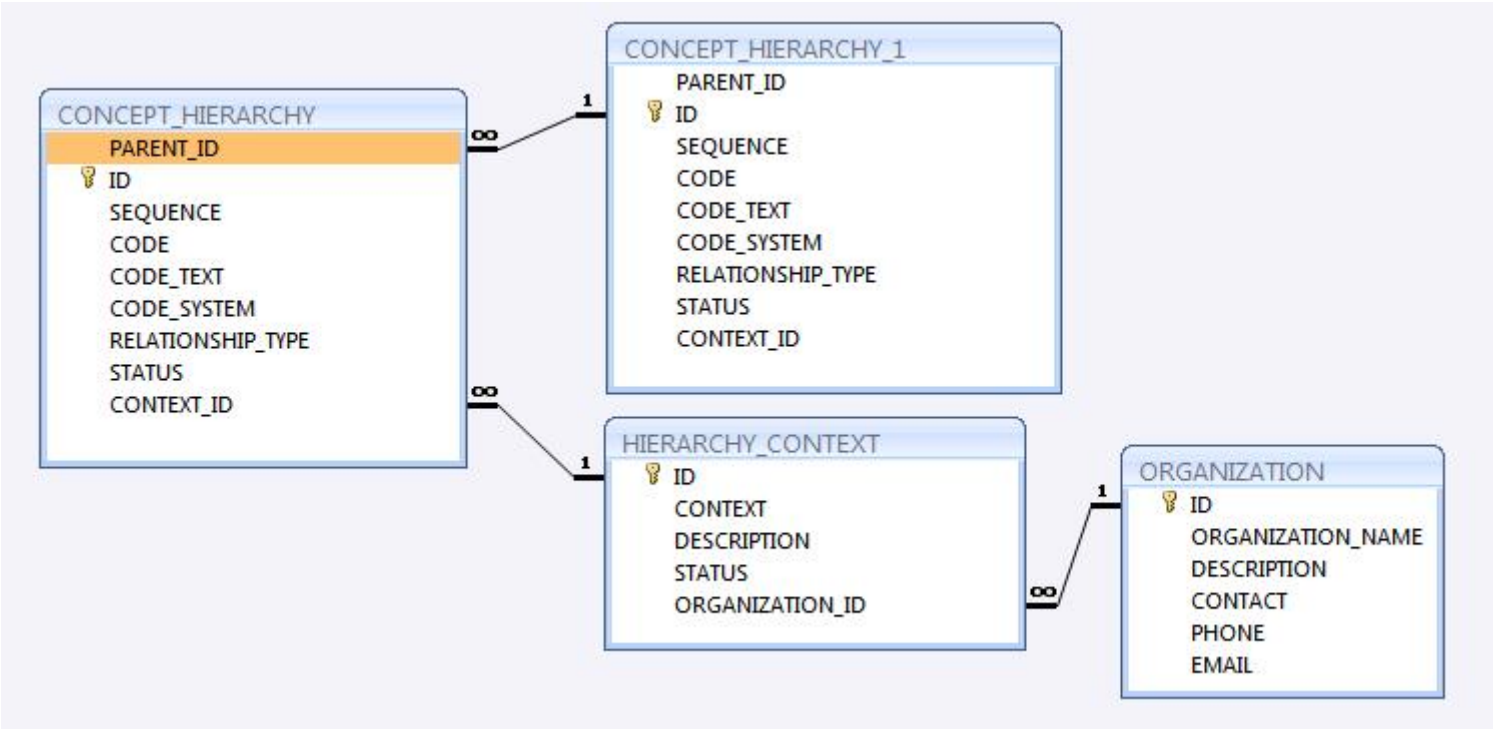 CONCEPT_HIERARCHY
PARENT_ID
ID
SEQUENCE
CODE
CODE_TEXT
CODE_SYSTEM
RELATIONSHIP_TYPE
STATUS
CONTEXT_ID
∞
1
∞
1
CONCEPT_HIERARCHY_1
PARENT_ID
ID
SEQUENCE
CODE
CODE_TEXT
CODE_SYSTEM
RELATIONSHIP_TYPE
STATUS
CONTEXT_ID
HIERARCHY_CONTEXT
ID
CONTEXT
DESCRIPTION
STATUS
ORGANIZATION_ID
∞
1
ORGANIZATION
ID
ORGANIZATION_NAME
DESCRIPTION
CONTACT
PHONE
EMAIL